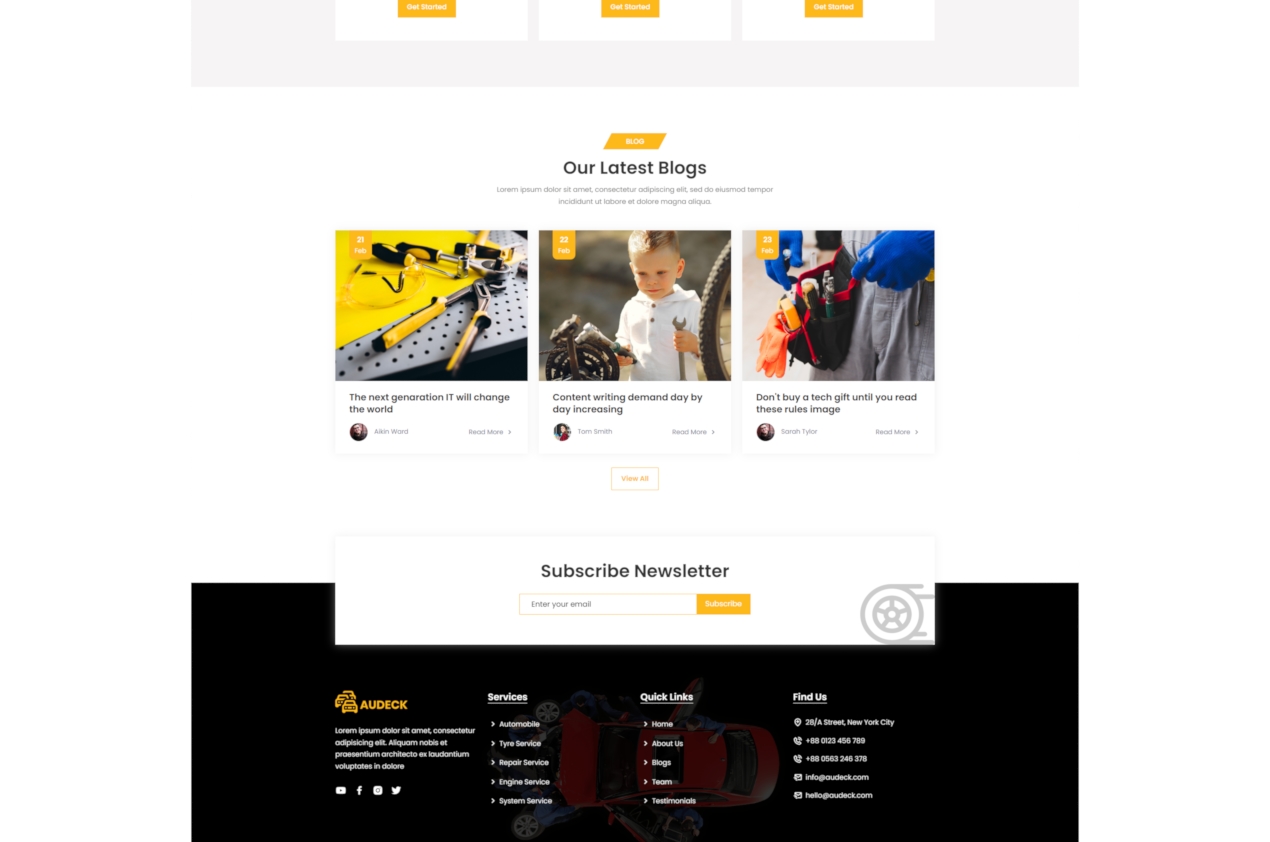 Get Started
Get Started
Get Started
BLOG
Our Latest Blogs
Lorem ipsum dolor sit amet, consectetur adipiscing elit, sed do eiusmod tempor
incididunt ut labore et dolore magna aliqua.
21
Feb
22
Feb
23
Feb
The next genaration IT will change
the world
Aikin Ward
Read More
Content writing demand day by
day increasing
Tom Smith
Read More
Don't buy a tech gift until you read
these rules image
Sarah Tylor
Read More
View All
Subscribe Newsletter
Enter your email
Subscribe
AUDECK
Lorem ipsum dolor sit amet, consectetur
adipisicing elit. Aliquam nobis et
praesentium architecto ex laudantium
voluptates in dolore
Services
Automobile
Tyre Service
Repair Service
Engine Service
System Service
Quick Links
Home
About Us
Blogs
Team
Testimonials
Find Us
28/A Street, New York City
+88 0123 456 789
+88 0563 246 378
info@audeck.com
hello@audeck.com